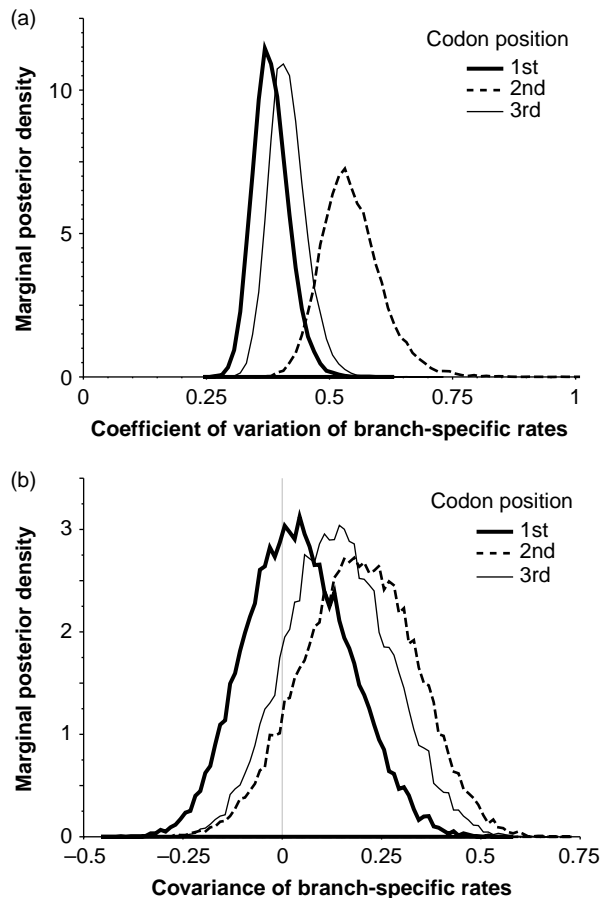 (a)
Codon position
1st
2nd
3rd
Marginal posterior density
10
5
0
0
0.25
0.5
0.75
1
Coefficient of variation of branch-specific rates
(b)
Codon position
1st
2nd
3rd
Marginal posterior density
3
2
1
0
–0.5
–0.25
0
0.25
0.5
0.75
Covariance of branch-specific rates